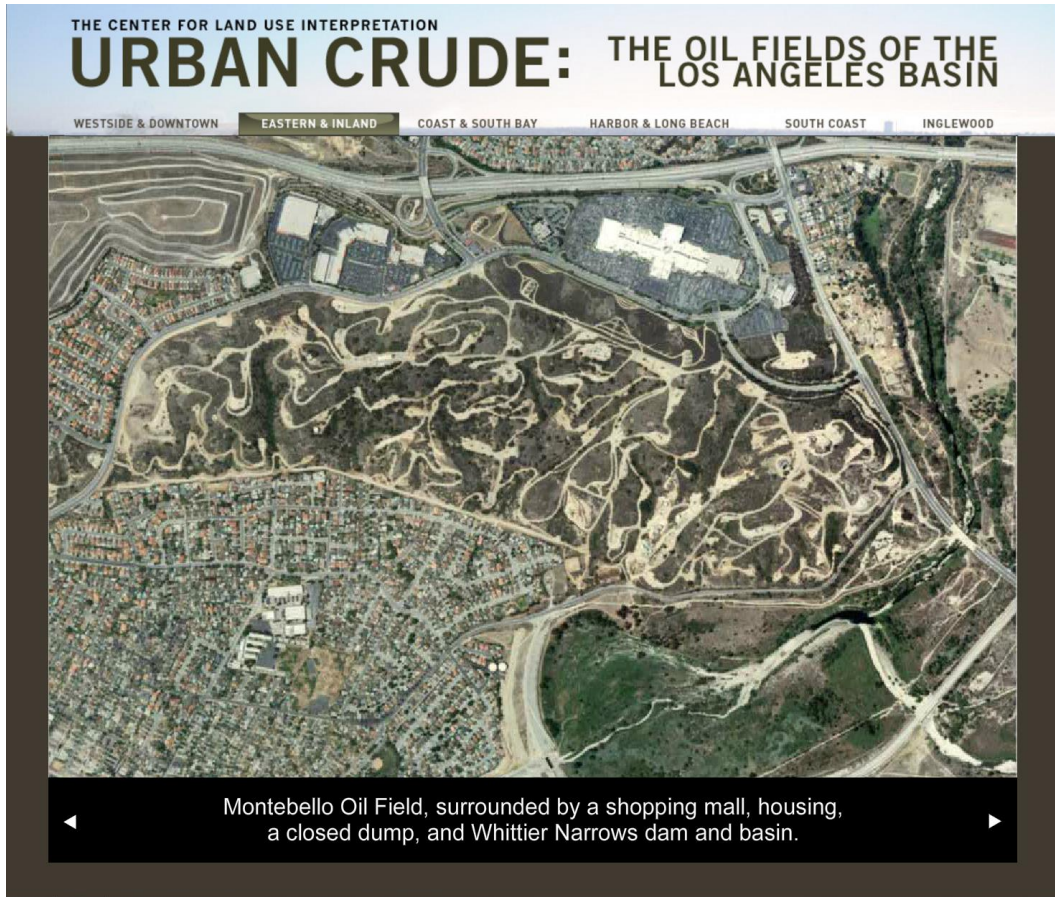 THE CENTER FOR LAND USE INTERPRETATION
URBAN CRUDE:
THE OIL FIELDS OF THE
LOS ANGELES BASIN
WESTSIDE & DOWNTOWN EASTERN & INLAND COAST & SOUTH BAY HARBOR & LONG BEACH SOUTH COAST INGLEWOOD
Montebello Oil Field, surrounded by a shopping mall, housing,
a closed dump, and Whittier Narrows dam and basin.